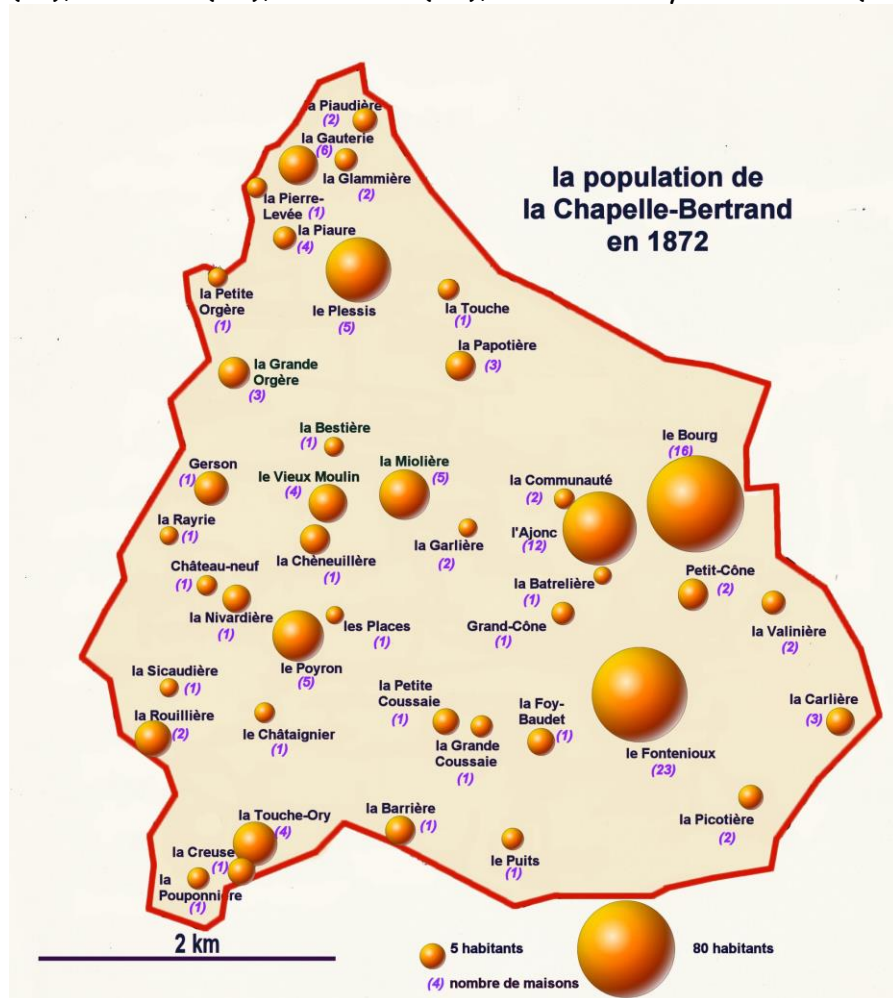 la Piaudière
(2)
la Gauterie
(6)
la Glammière
(2)
la Pierre-
Levée (1)
la Piaure
(4)
la population de
la Chapelle-Bertrand
en 1872
la Petite
Orgère
(1)
le Plessis
(5)
la Touche
(1)
la Papotière
(3)
la Grande
Orgère
(3)
la Bestière
(1)
le Bourg
(16)
Gerson
(1)
le Vieux Moulin
(4)
la Miolière
(5)
la Communauté
(2)
l'Ajonc
(12)
la Rayrie
(1)
la Chèneuillère
(1)
la Garlière
(2)
Château-neuf
(1)
la Batrelière
(1)
Petit-Cône
(2)
la Nivardière
(1)
les Places
(1)
Grand-Cône
(1)
la Valinière
(2)
le Poyron
(5)
la Sicaudière
(1)
la Petite
Coussaie
(1)
la Foy-
Baudet
(1)
la Carlière
(3)
la Rouillière
(2)
le Châtaignier
(1)
la Grande
Coussaie
(1)
le Fontenioux
(23)
la Touche-Ory
(4)
la Barrière
(1)
la Picotière
(2)
la Creuse
(1)
le Puits
(1)
la
Pouponnière
(1)
2 km
5 habitants
80 habitants
(4) nombre de maisons